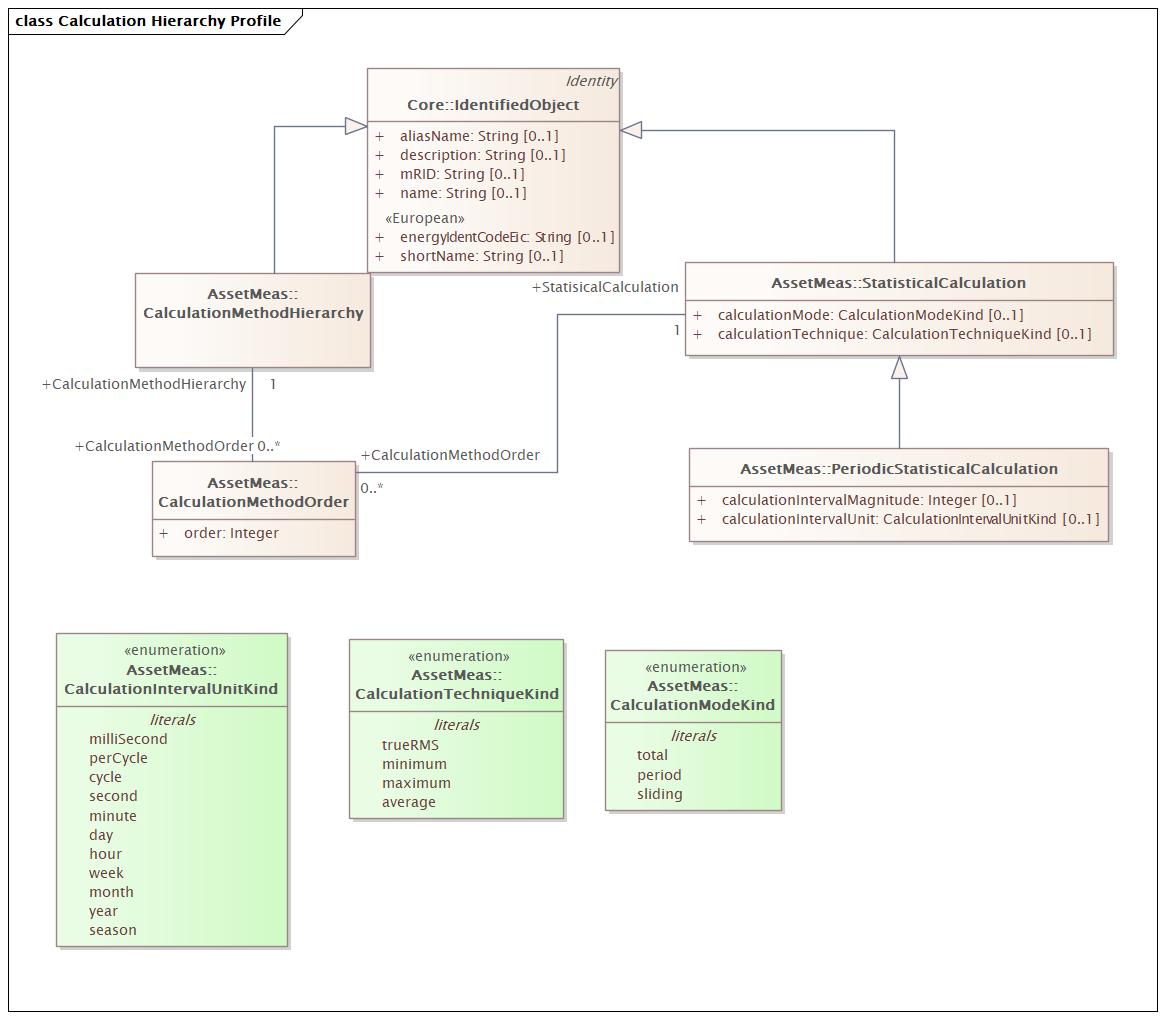 class Calculation Hierarchy Profile
Identity
Core::IdentifiedObject
+ aliasName: String [0..1]
+ description: String [0..1]
+ mRID: String [0..1]
+ name: String [0..1]
«European»
+ energyIdentCodeEic: String [0..1]
+ shortName: String [0..1]
AssetMeas::
CalculationMethodHierarchy
+StatisicalCalculation
1
AssetMeas::StatisticalCalculation
+ calculationMode: CalculationModeKind [0..1]
+ calculationTechnique: CalculationTechniqueKind [0..1]
+CalculationMethodHierarchy 1
+CalculationMethodOrder 0..*
+CalculationMethodOrder
0..*
AssetMeas::
CalculationMethodOrder
+ order: Integer
AssetMeas::PeriodicStatisticalCalculation
+ calculationIntervalMagnitude: Integer [0..1]
+ calculationIntervalUnit: CalculationIntervalUnitKind [0..1]
«enumeration»
AssetMeas::
CalculationIntervalUnitKind
literals
milliSecond
perCycle
cycle
second
minute
day
hour
week
month
year
season
«enumeration»
AssetMeas::
CalculationTechniqueKind
literals
trueRMS
minimum
maximum
average
«enumeration»
AssetMeas::
CalculationModeKind
literals
total
period
sliding